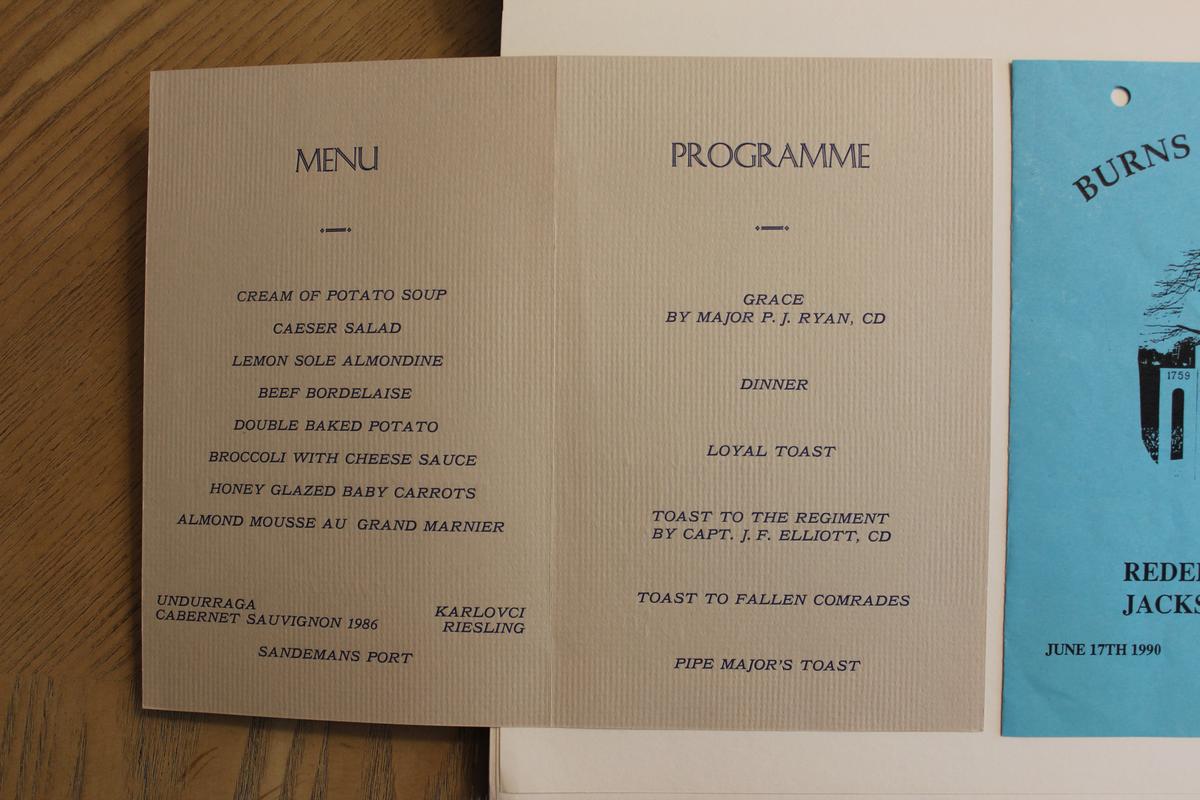 MENU
CREAM OF POTATO SOUP
CAESER SALAD
LEMON SOLE ALMONDINE
BEEF BORDELAISE
DOUBLE BAKED POTATO
BROCCOLI WITH CHEESE SAUCE
HONEY GLAZED BABY CARROTS
ALMOND MOUSSE AU GRAND MARNIER
UNDURRAGA
CABERNET SAUVIGNON 1986
KARLOVCI
RIESLING
SANDEMANS PORT
PROGRAMME
GRACE
BY MAJOR P. J. RYAN, CD
DINNER
LOYAL TOAST
TOAST TO THE REGIMENT
BY CAPT. J. F. ELLIOTT, CD
TOAST TO FALLEN COMRADES
PIPE MAJOR'S TOAST
BURNS
1759
JUNE 17TH 1990